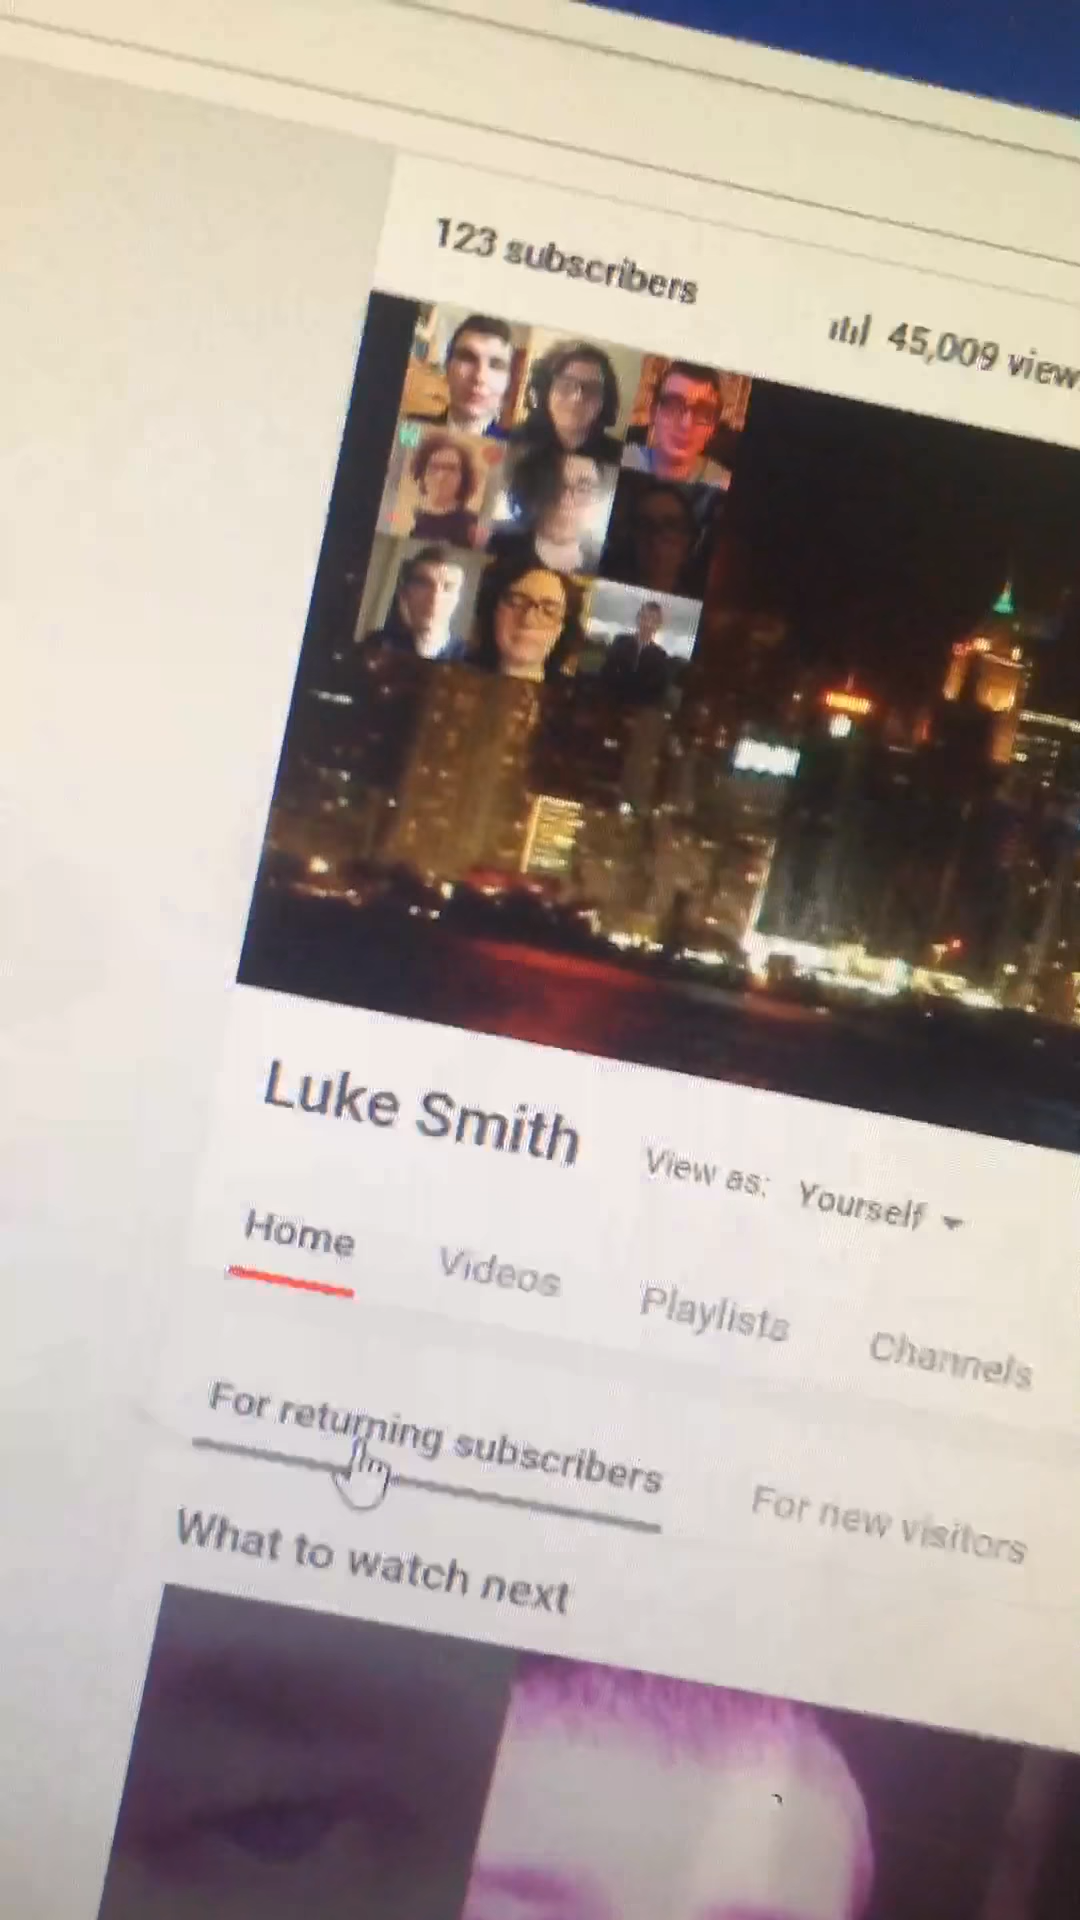 123 subscribers
45,009 view
Luke Smith
View as: Yourself
Home Videos Playlists Channels
For returning subscribers For new visitors
What to watch next